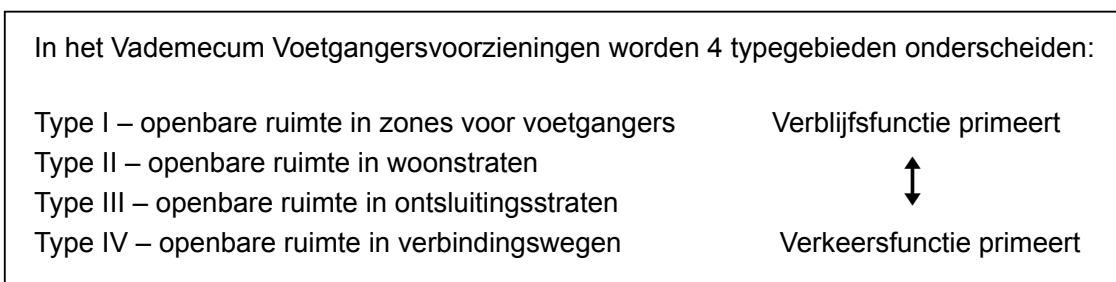 In het Vademecum Voetgangersvoorzieningen worden 4 typegebieden onderscheiden:
Type I – openbare ruimte in zones voor voetgangers Verblijfsfunctie primeert
Type II – openbare ruimte in woonstraten
Type III – openbare ruimte in ontsluitingsstraten
Type IV – openbare ruimte in verbindingswegen Verkeersfunctie primeert